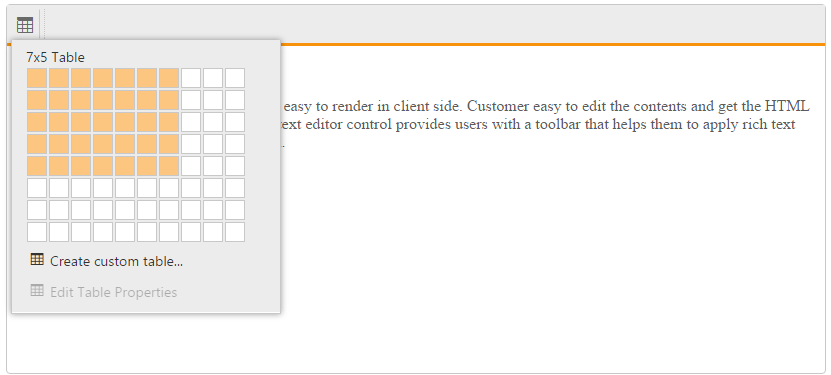 7x5 Table
easy to render in client side. Customer easy to edit the contents and get the HTML
text editor control provides users with a toolbar that helps them to apply rich text
.
Create custom table...
Edit Table Properties